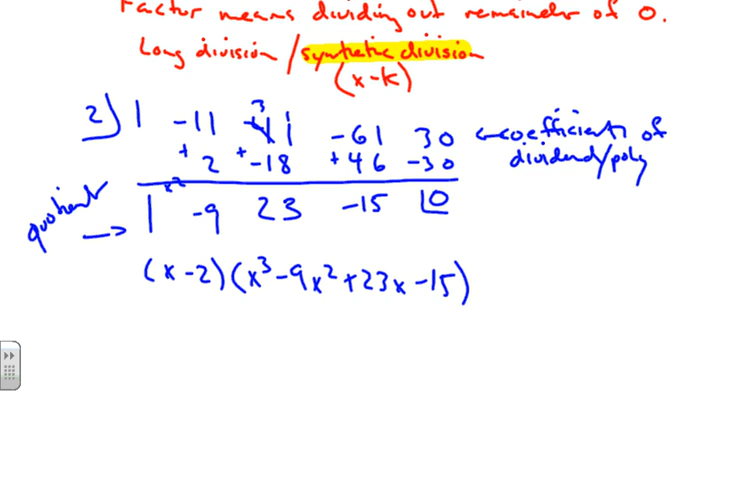 Factor means dividing out remainder of 0.
Long division / synthetic division
(x-k)
2) 1 -11 41 -61 30 ← coefficients of
dividend/poly
+2 +-18 +46 -30
quotient → 1 -9 23 -15 0
(x-2)(x³-9x²+23x-15)